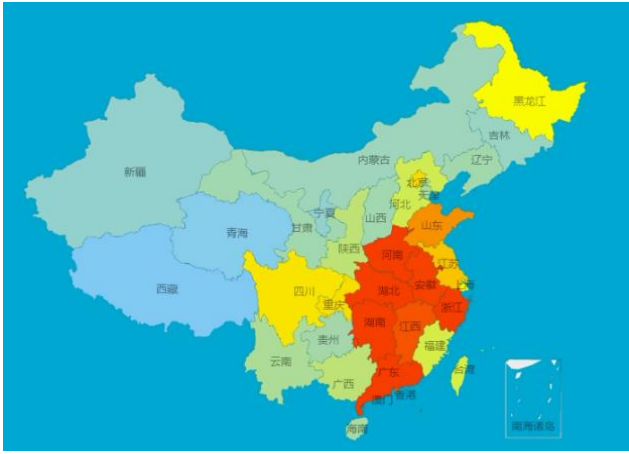 黑龙江
吉林
辽宁
内蒙古
新疆
北京
天津
宁夏
河北
山西
甘肃
山东
青海
陕西
河南
江苏
西藏
四川
湖北
安徽
上海
重庆
浙江
湖南
江西
贵州
福建
云南
台湾
广东
广西
香港
澳门
海南
南海诸岛